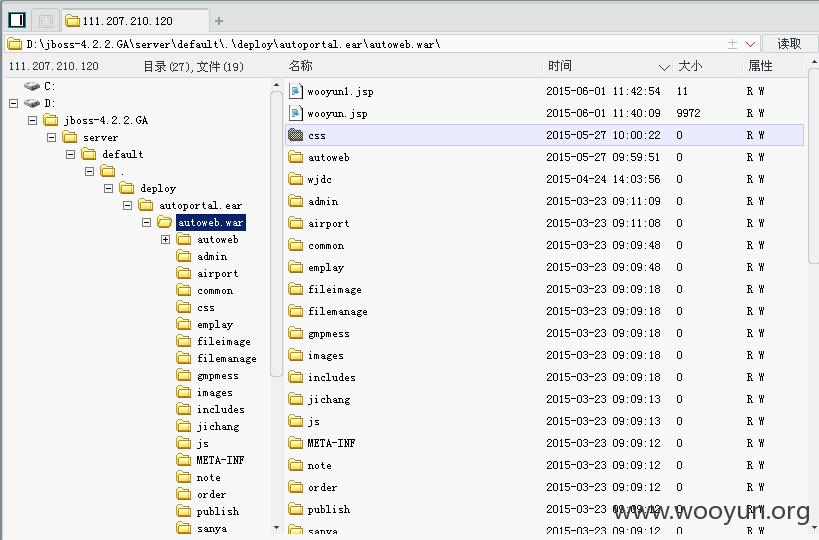 111.207.210.120
D:\jboss-4.2.2.GA\server\default\.\deploy\autoportal.ear\autoweb.war\ 读取
111.207.210.120 目录(27),文件(19)
C:
D:
jboss-4.2.2.GA
server
default
.
deploy
autoportal.ear
autoweb.war
autoweb
admin
airport
common
css
emplay
fileimage
filemanage
gmpmess
images
includes
jichang
js
META-INF
note
order
publish
sanya
名称 时间 大小 属性
wooyun1.jsp 2015-06-01 11:42:54 11 R W
wooyun.jsp 2015-06-01 11:40:09 9972 R W
css 2015-05-27 10:00:22 0 R W
autoweb 2015-05-27 09:59:51 0 R W
wjdc 2015-04-24 14:03:56 0 R W
admin 2015-03-23 09:11:09 0 R W
airport 2015-03-23 09:11:08 0 R W
common 2015-03-23 09:09:48 0 R W
emplay 2015-03-23 09:09:48 0 R W
fileimage 2015-03-23 09:09:18 0 R W
filemanage 2015-03-23 09:09:18 0 R W
gmpmess 2015-03-23 09:09:18 0 R W
images 2015-03-23 09:09:18 0 R W
includes 2015-03-23 09:09:18 0 R W
jichang 2015-03-23 09:09:13 0 R W
js 2015-03-23 09:09:13 0 R W
META-INF 2015-03-23 09:09:12 0 R W
note 2015-03-23 09:09:12 0 R W
order 2015-03-23 09:09:12 0 R W
publish 2015-03-23 09:09:12 0 R W
sanya 2015-03-23 09:09:12 0 R W
www.wooyun.org